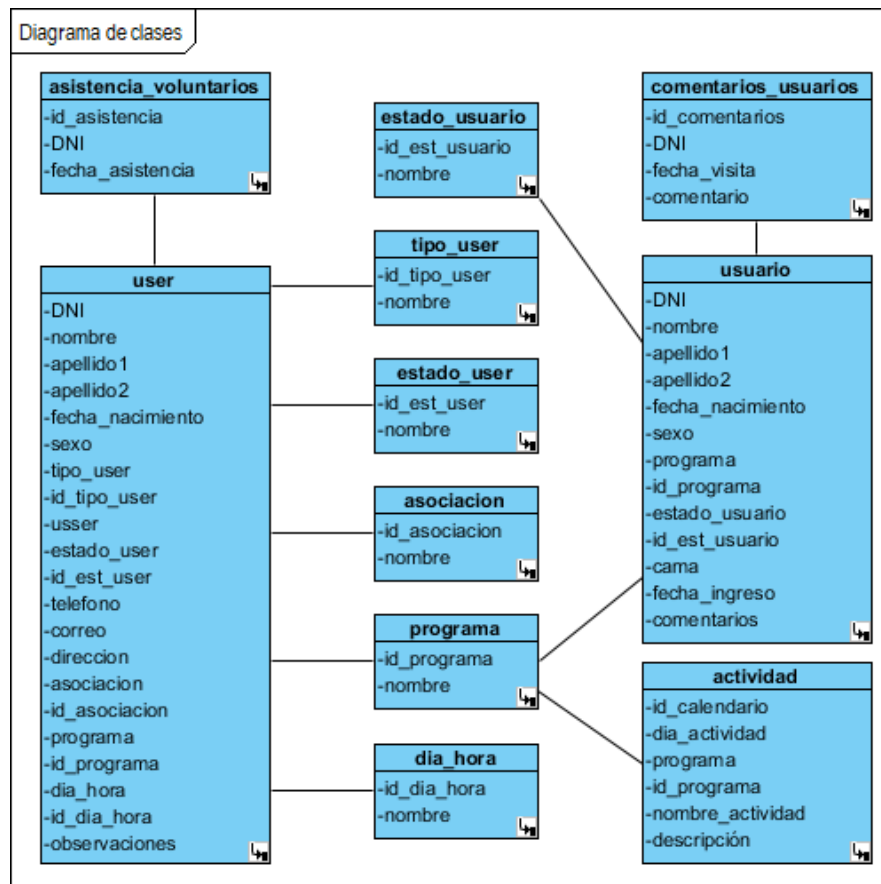 Diagrama de clases
asistencia_voluntarios
-id_asistencia
-DNI
-fecha_asistencia
user
-DNI
-nombre
-apellido1
-apellido2
-fecha_nacimiento
-sexo
-tipo_user
-id_tipo_user
-usser
-estado_user
-id_est_user
-telefono
-correo
-direccion
-asociacion
-id_asociacion
-programa
-id_programa
-dia_hora
-id_dia_hora
-observaciones
estado_usuario
-id_est_usuario
-nombre
tipo_user
-id_tipo_user
-nombre
estado_user
-id_est_user
-nombre
asociacion
-id_asociacion
-nombre
programa
-id_programa
-nombre
dia_hora
-id_dia_hora
-nombre
comentarios_usuarios
-id_comentarios
-DNI
-fecha_visita
-comentario
usuario
-DNI
-nombre
-apellido1
-apellido2
-fecha_nacimiento
-sexo
-programa
-id_programa
-estado_usuario
-id_est_usuario
-cama
-fecha_ingreso
-comentarios
actividad
-id_calendario
-dia_actividad
-programa
-id_programa
-nombre_actividad
-descripción